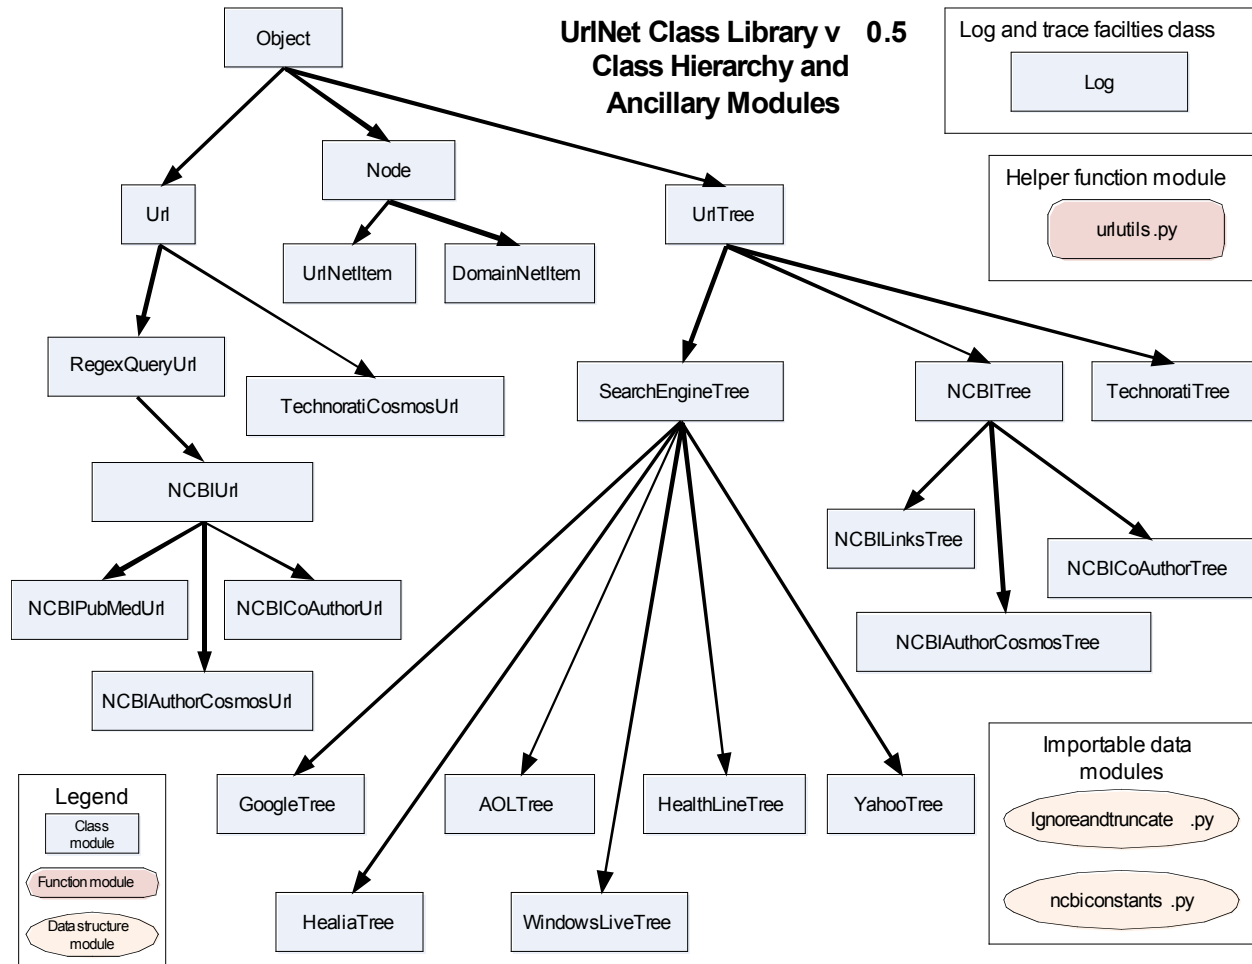 Object
UrlNet Class Library v 0.5
Class Hierarchy and
Ancillary Modules
Log and trace facilties class
Log
Helper function module
urlutils .py
Node
Url
UrlTree
UrlNetItem
DomainNetItem
RegexQueryUrl
TechnoratiCosmosUrl
SearchEngineTree
NCBITree
TechnoratiTree
NCBIUrl
NCBILinksTree
NCBICoAuthorTree
NCBIPubMedUrl
NCBICoAuthorUrl
NCBIAuthorCosmosTree
NCBIAuthorCosmosUrl
GoogleTree
AOLTree
HealthLineTree
YahooTree
HealiaTree
WindowsLiveTree
Importable data
modules
Ignoreandtruncate .py
ncbiconstants .py
Legend
Class
module
Function module
Data structure
module